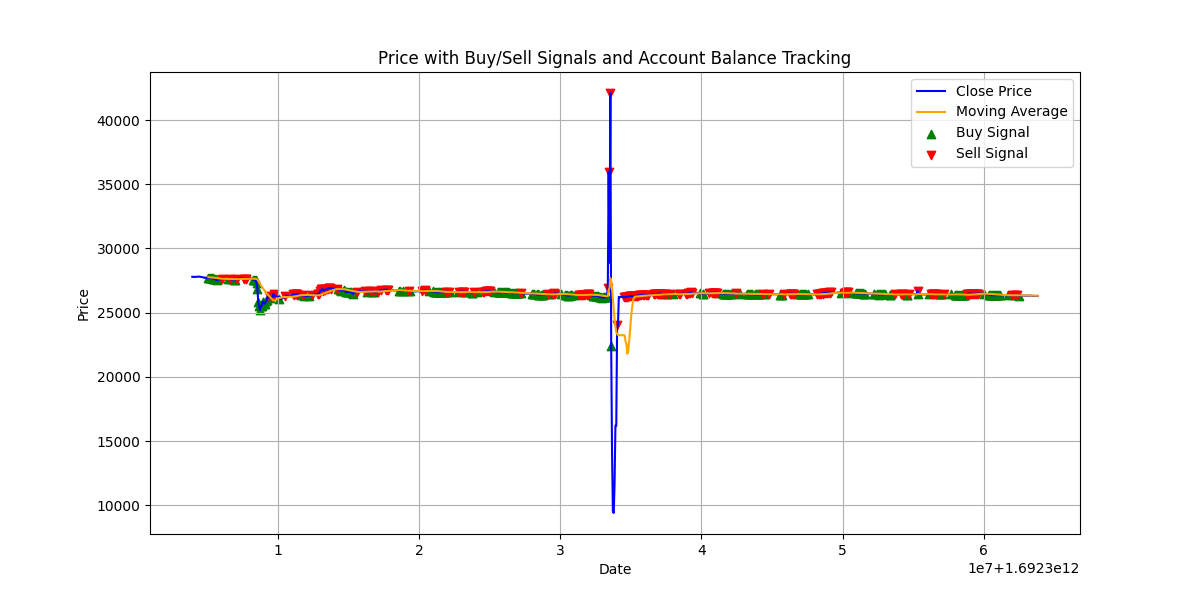 Price with Buy/Sell Signals and Account Balance Tracking
Close Price
Moving Average
Buy Signal
Sell Signal
40000
35000
30000
25000
20000
15000
10000
Price
1 2 3 4 5 6
1e7+1.6923e12
Date